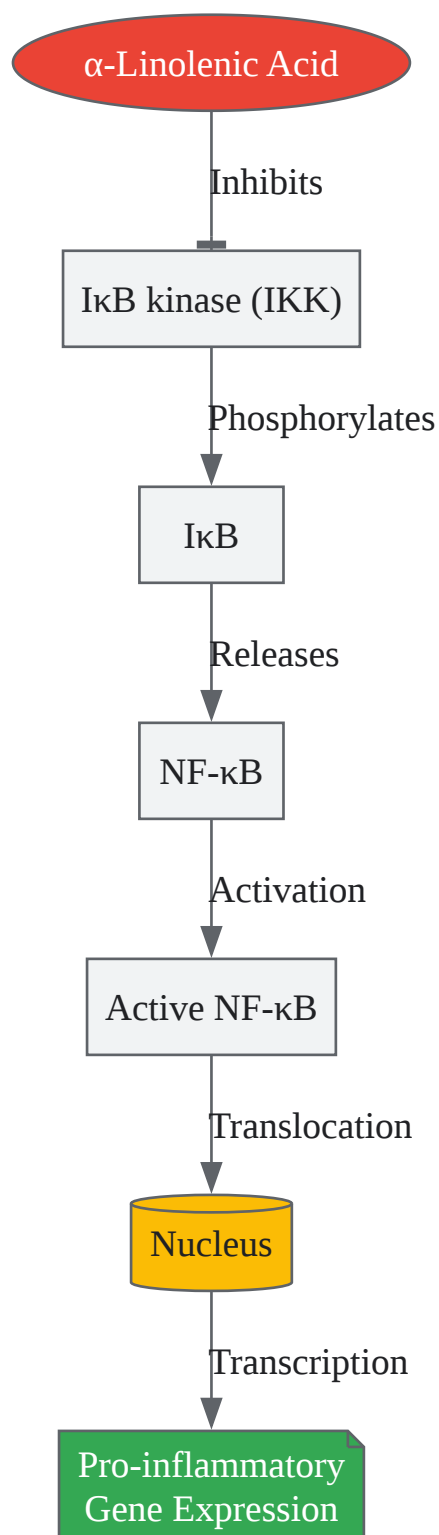 α-Linolenic Acid
Inhibits
IκB kinase (IKK)
Phosphorylates
IκB
Releases
NF-κB
Activation
Active NF-κB
Translocation
Nucleus
Transcription
Pro-inflammatory
Gene Expression